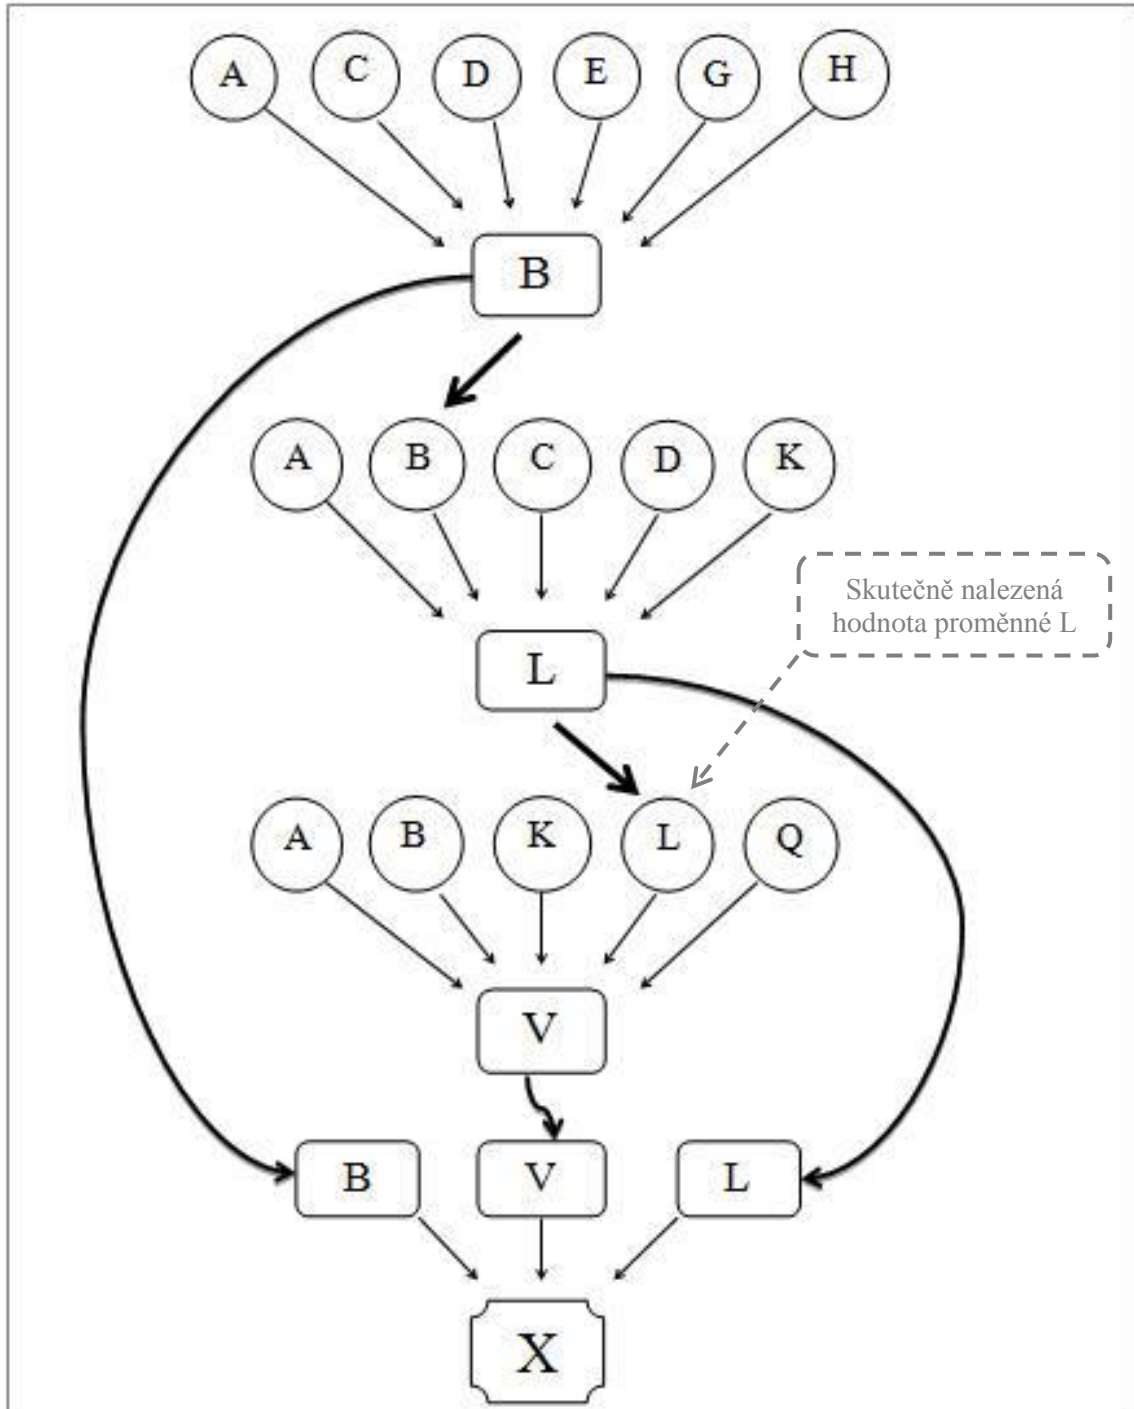 A C D E G H
B
A B C D K
Skutečně nalezená
hodnota proměnné L
L
A B K L Q
V
B V L
X